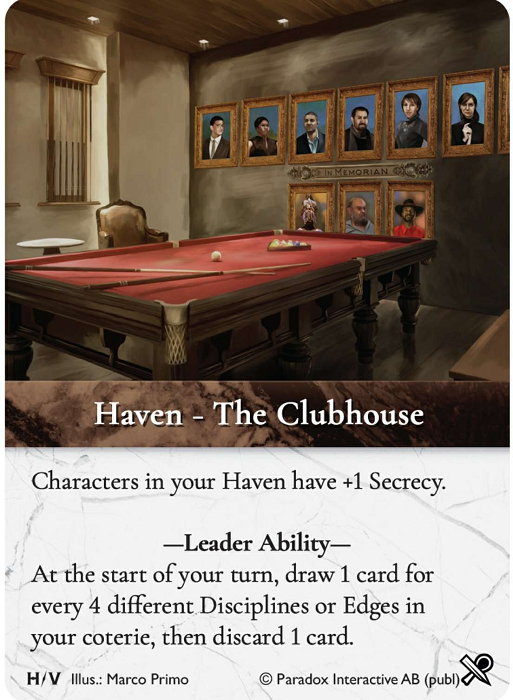 IN MEMORIAN
Haven - The Clubhouse
Characters in your Haven have +1 Secrecy.
—Leader Ability—
At the start of your turn, draw 1 card for
every 4 different Disciplines or Edges in
your coterie, then discard 1 card.
H/V Illus.: Marco Primo © Paradox Interactive AB (publ)